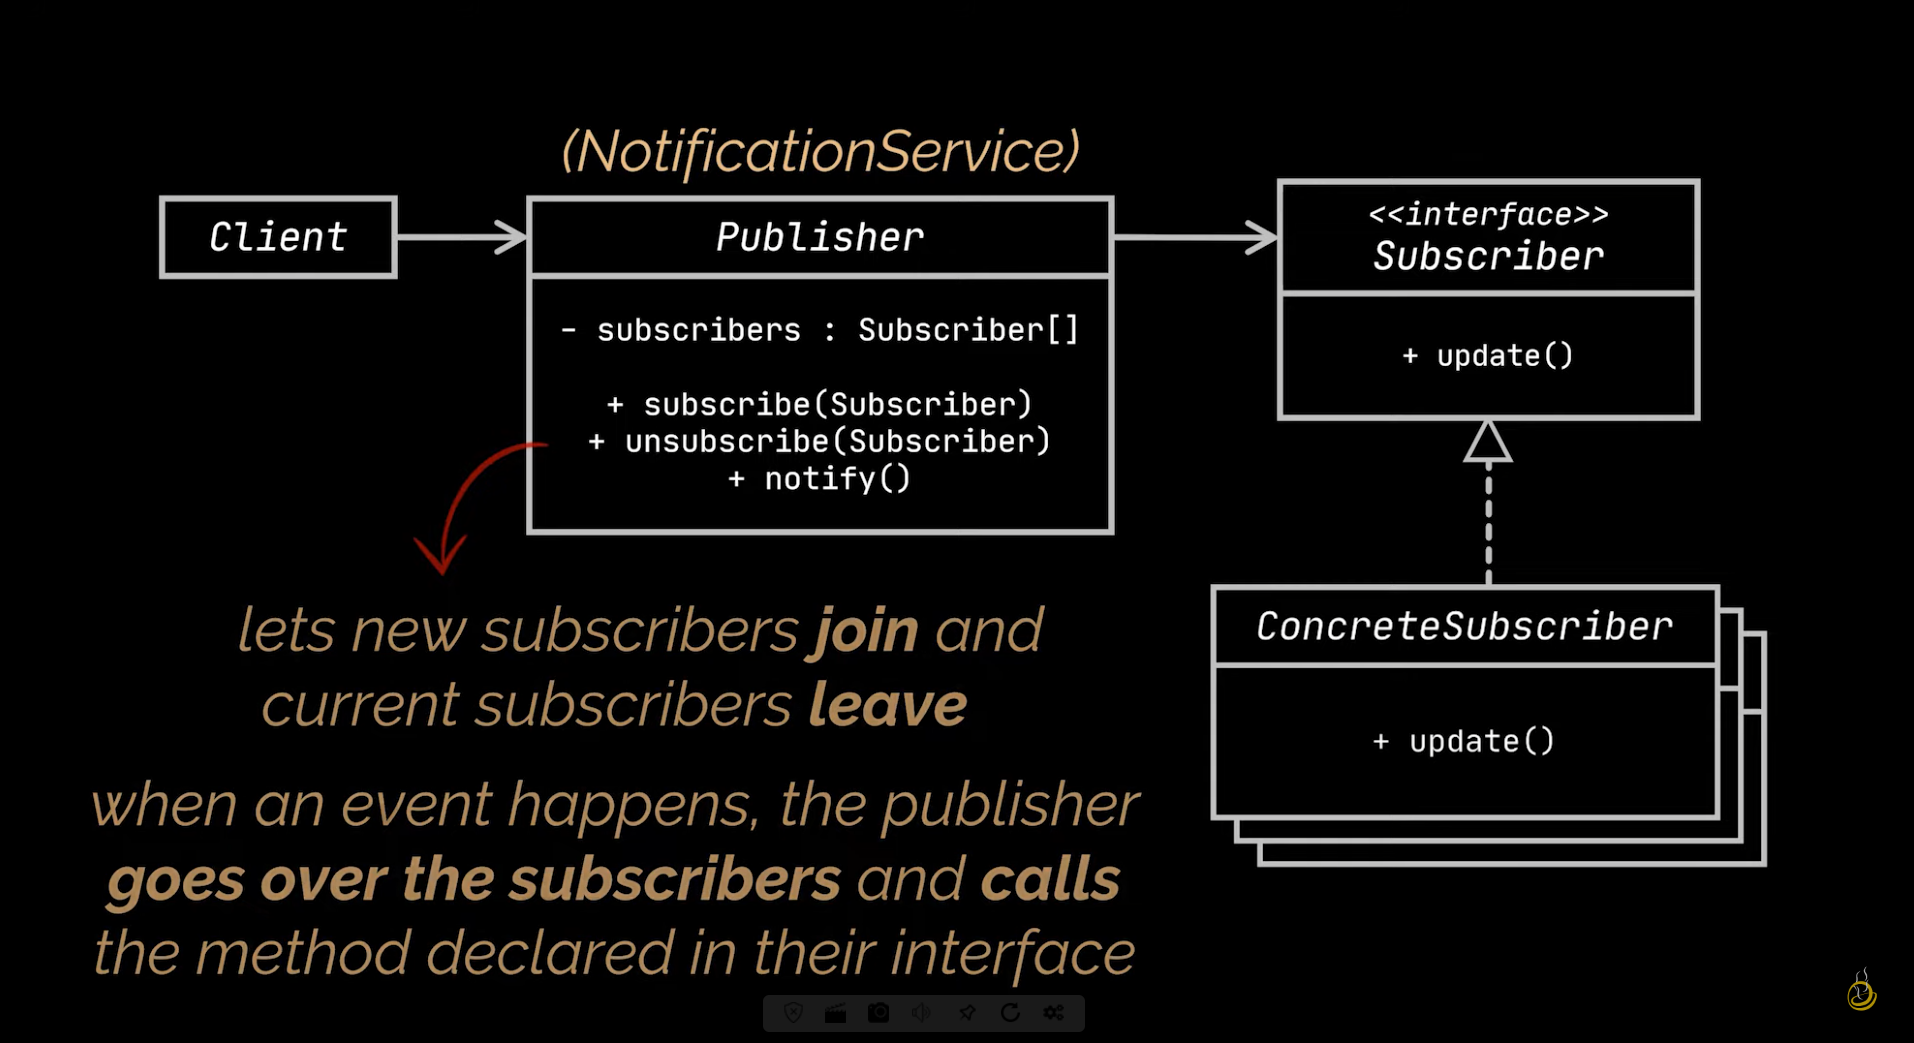 (NotificationService)
Client
Publisher
- subscribers : Subscriber[]
+ subscribe(Subscriber)
+ unsubscribe(Subscriber)
+ notify()
<<interface>>
Subscriber
+ update()
ConcreteSubscriber
+ update()
lets new subscribers join and
current subscribers leave
when an event happens, the publisher
goes over the subscribers and calls
the method declared in their interface